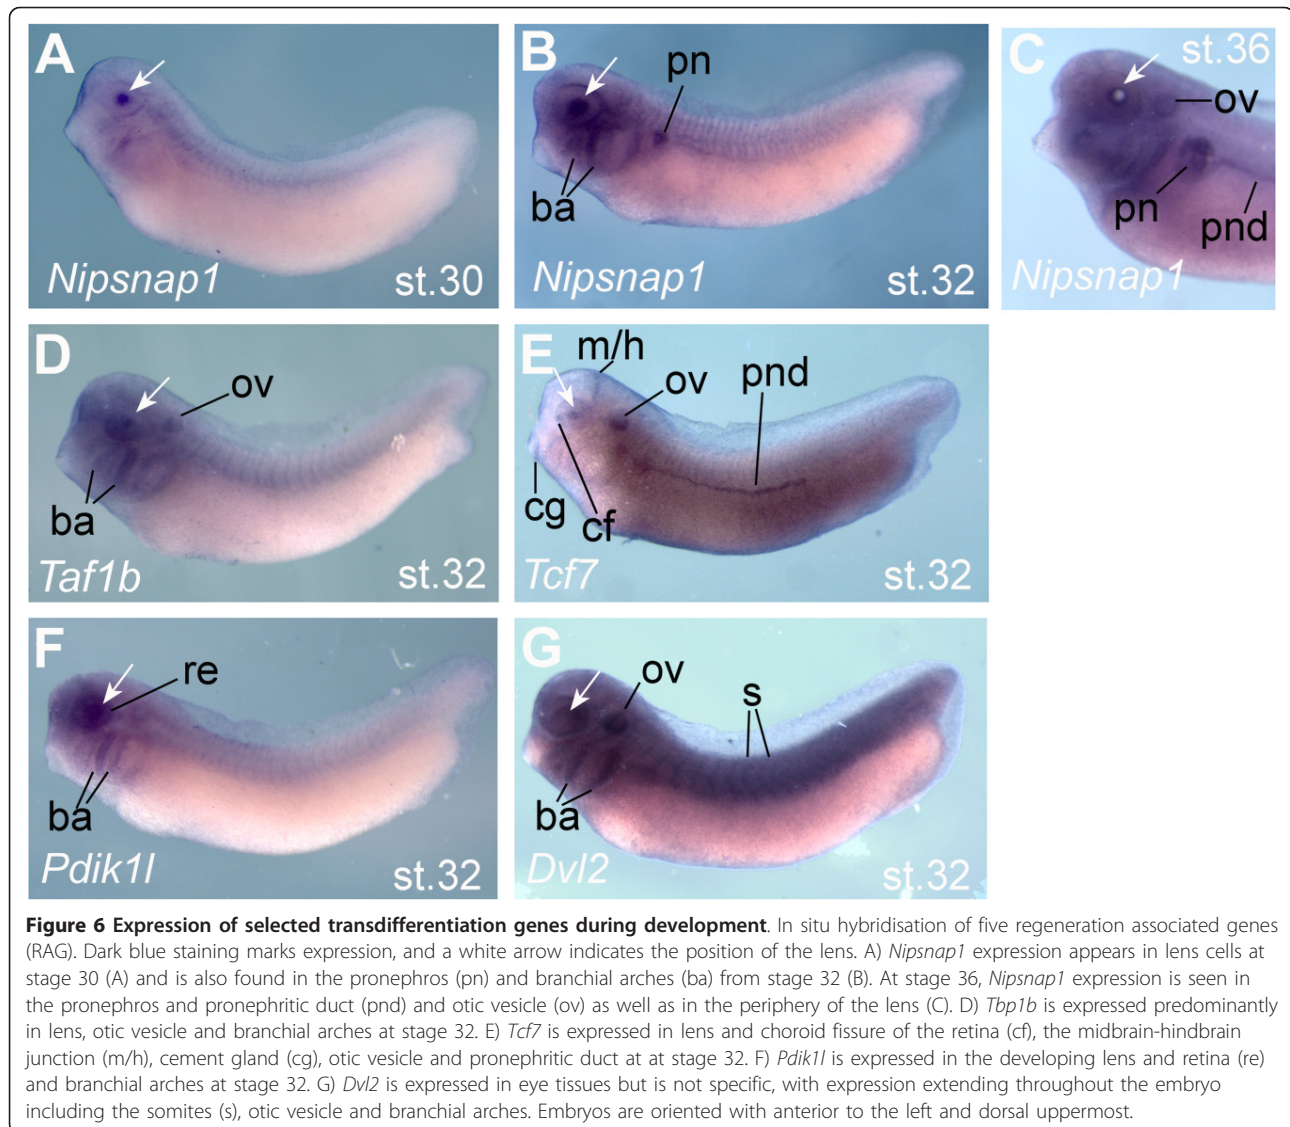 A
Nipsnap1
st.30
B
pn
ba
Nipsnap1
st.32
C
st.36
ov
pn
pnd
Nipsnap1
D
ov
ba
Taf1b
st.32
E
m/h
ov
pnd
cg
cf
Tcf7
st.32
F
re
ba
Pdik1l
st.32
G
ov
s
ba
Dvl2
st.32
Figure 6 Expression of selected transdifferentiation genes during development. In situ hybridisation of five regeneration associated genes
(RAG). Dark blue staining marks expression, and a white arrow indicates the position of the lens. A) Nipsnap1 expression appears in lens cells at
stage 30 (A) and is also found in the pronephros (pn) and branchial arches (ba) from stage 32 (B). At stage 36, Nipsnap1 expression is seen in
the pronephros and pronephritic duct (pnd) and otic vesicle (ov) as well as in the periphery of the lens (C). D) Tbp1b is expressed predominantly
in lens, otic vesicle and branchial arches at stage 32. E) Tcf7 is expressed in lens and choroid fissure of the retina (cf), the midbrain-hindbrain
junction (m/h), cement gland (cg), otic vesicle and pronephritic duct at at stage 32. F) Pdik1l is expressed in the developing lens and retina (re)
and branchial arches at stage 32. G) Dvl2 is expressed in eye tissues but is not specific, with expression extending throughout the embryo
including the somites (s), otic vesicle and branchial arches. Embryos are oriented with anterior to the left and dorsal uppermost.